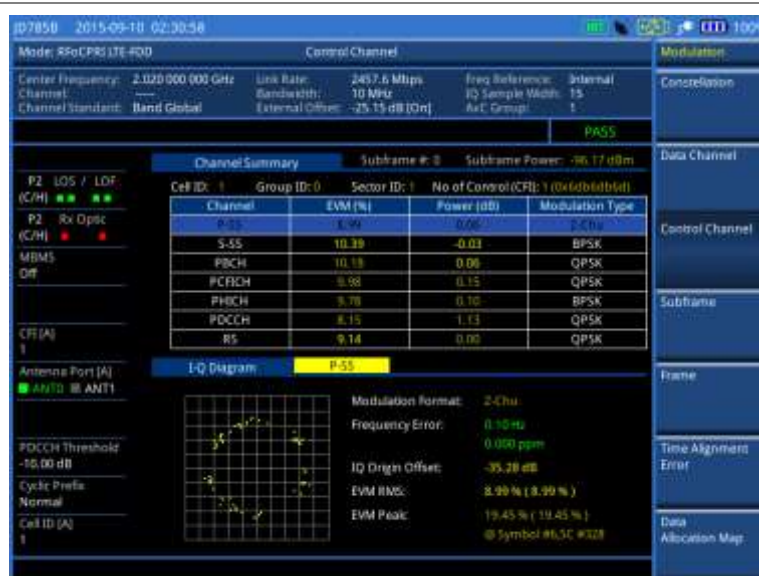 JD785B 2015-09-10 02:30:58 INT 100%
Mode: RFoCPRI LTE-FDD Control Channel Modulation
Center Frequency: 2.020 000 000 GHz Link Rate: 2457.6 Mbps Freq Reference: Internal
Channel: ---- Bandwidth: 10 MHz IQ Sample Width: 15
Channel Standard: Band Global External Offset: -25.15 dB [On] AxC Group: 1
PASS
Constellation
Data Channel
Control Channel
Subframe
Frame
Time Alignment
Error
Data
Allocation Map
P2 LOS / LOF
(C/H)
P2 Rx Optic
(C/H)
MBMS
Off
CFI [A]
1
Antenna Port [A]
ANT0 ANT1
PDCCH Threshold
-10.00 dB
Cyclic Prefix
Normal
Cell ID [A]
1
Channel Summary Subframe #: 0 Subframe Power: -96.17 dBm
Cell ID: 1 Group ID: 0 Sector ID: 1 No of Control (CFI): 1 (0x6db6db6d)
Channel EVM (%) Power (dB) Modulation Type
P-SS 8.99 0.06 Z-Chu
S-SS 10.39 -0.03 BPSK
PBCH 10.18 0.06 QPSK
PCFICH 9.98 0.15 QPSK
PHICH 9.78 0.10 BPSK
PDCCH 8.15 1.13 QPSK
RS 9.14 0.00 QPSK
I-Q Diagram P-SS
Modulation Format: Z-Chu
Frequency Error: 0.10 Hz
0.000 ppm
IQ Origin Offset: -35.28 dB
EVM RMS: 8.99 % ( 8.99 % )
EVM Peak: 19.45 % ( 19.45 % )
@ Symbol #6,SC #328